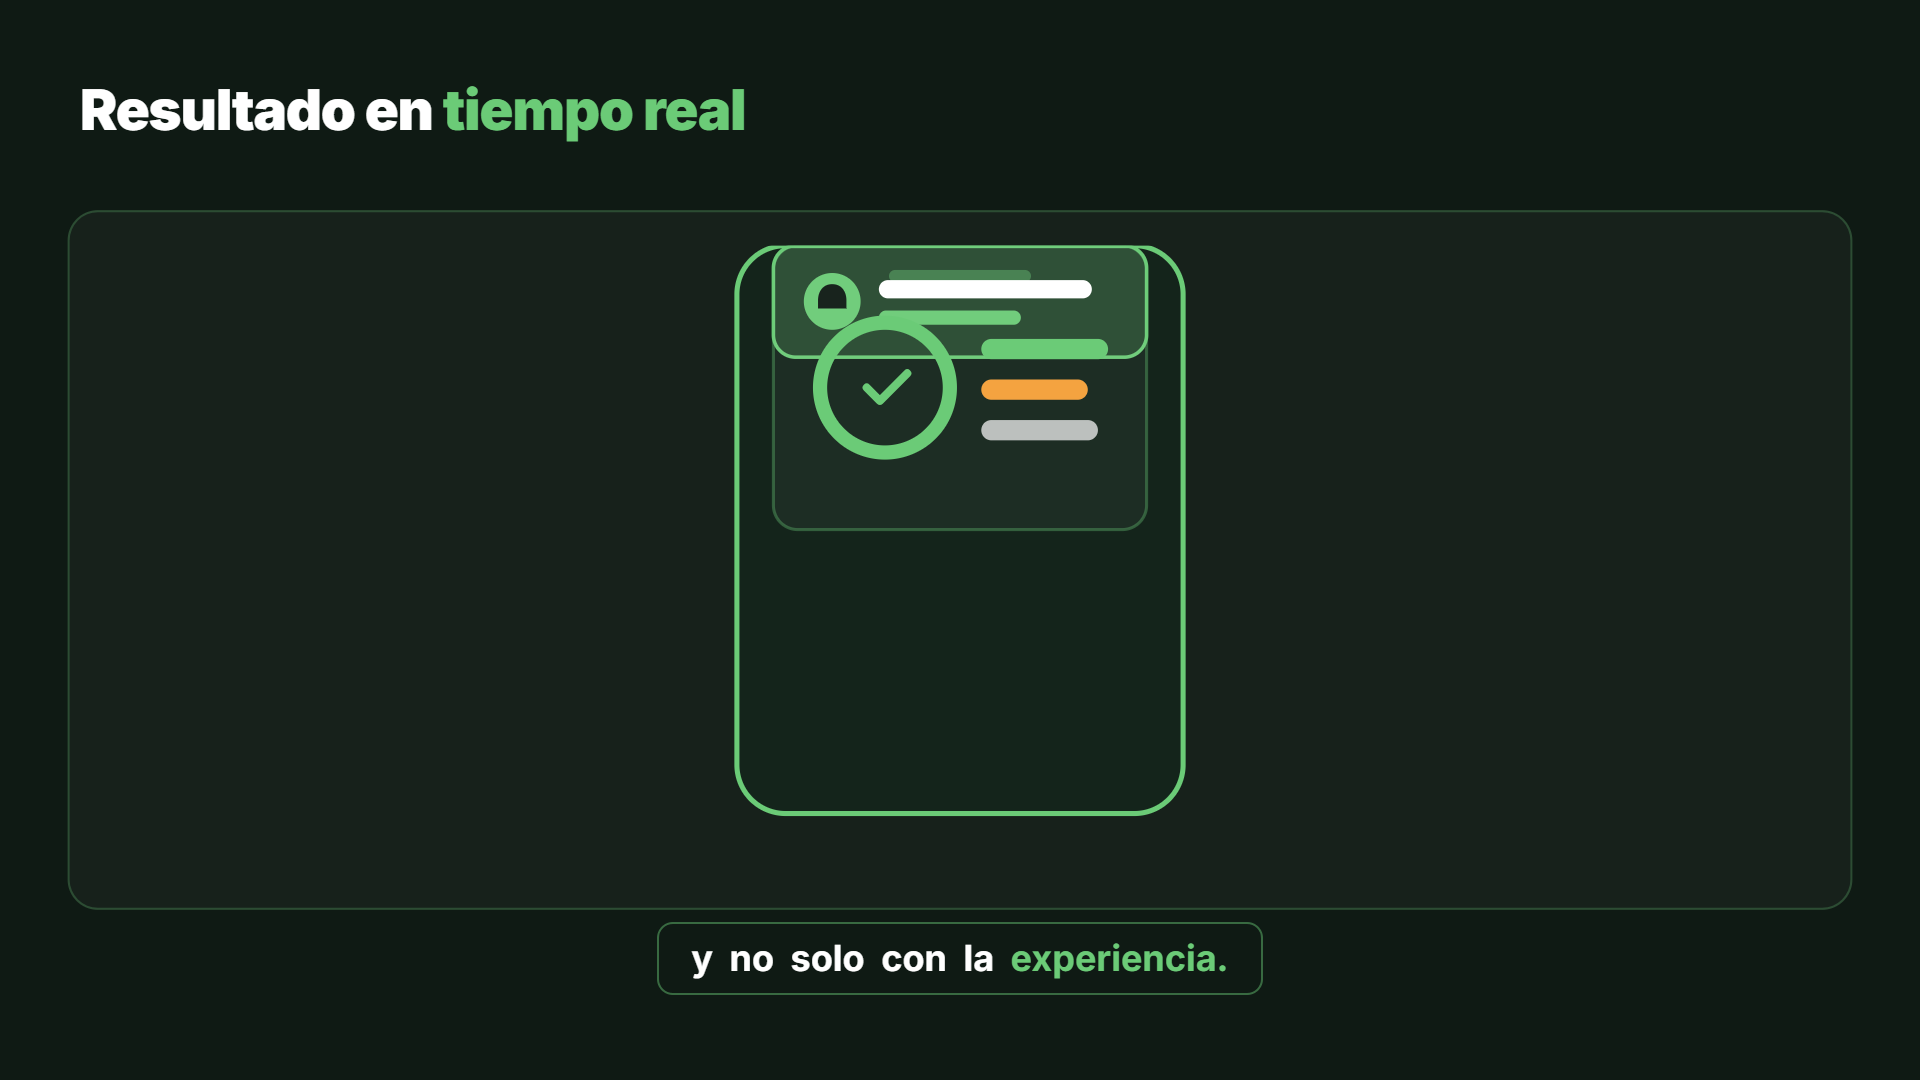 Resultado en tiempo real
y no solo con la experiencia.